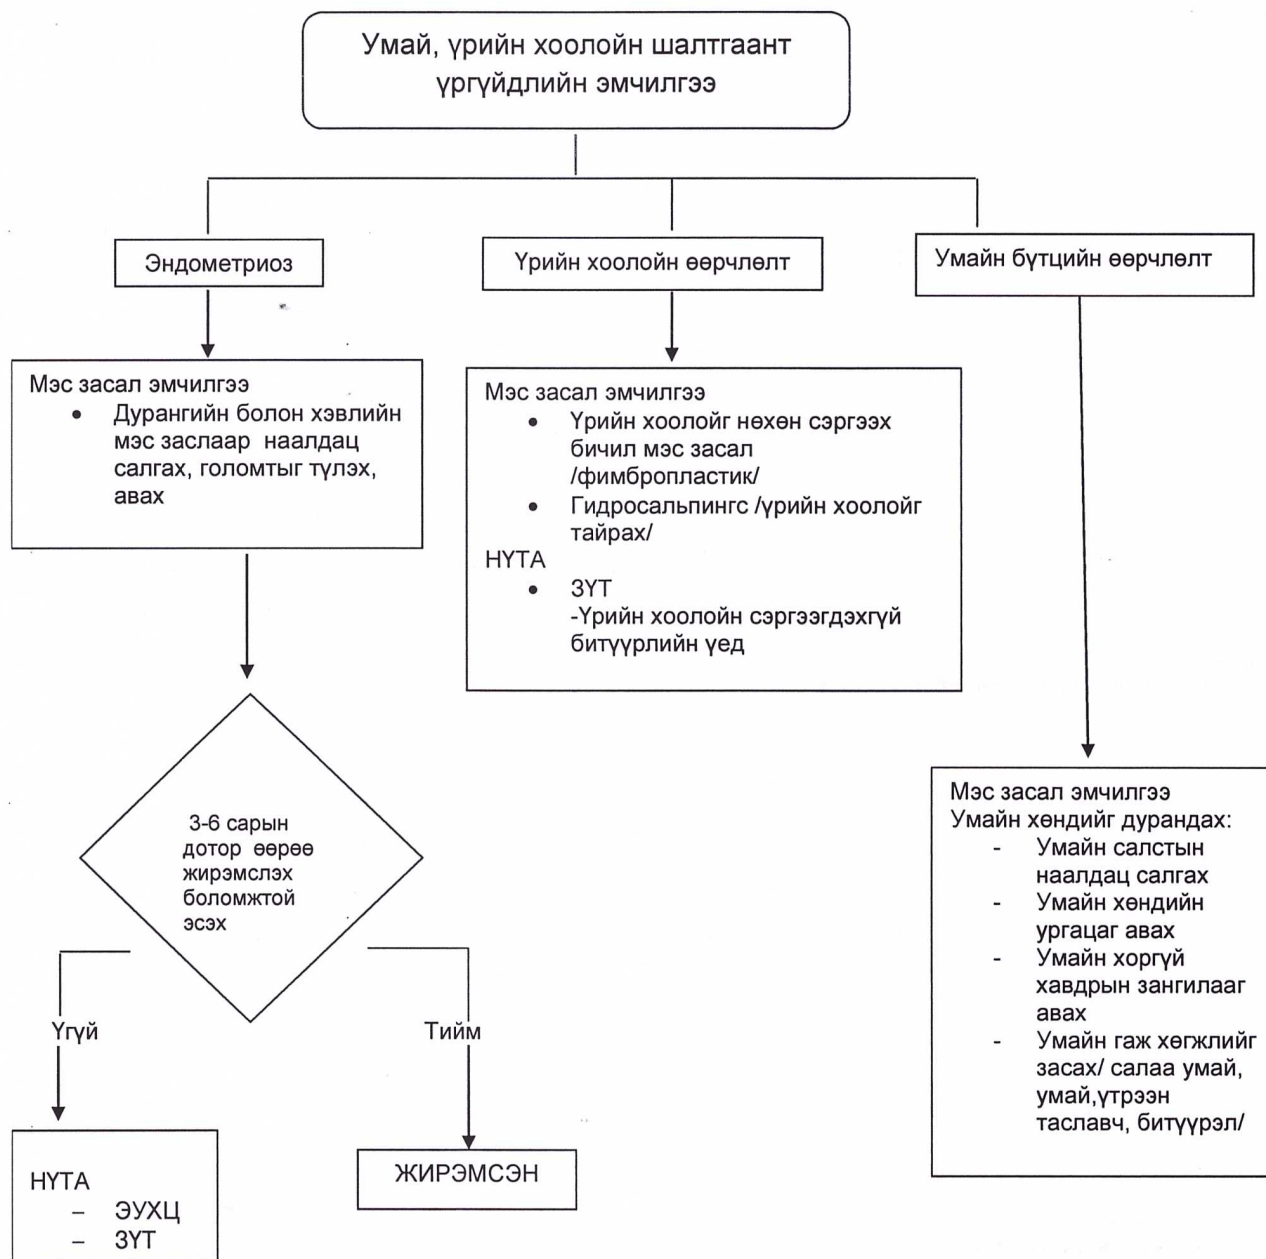 Умай, үрийн хоолойн шалтгаант
үргүйдлийн эмчилгээ
Эндометриоз
Үрийн хоолойн өөрчлөлт
Умайн бүтцийн өөрчлөлт
Мэс засал эмчилгээ
• Дурангийн болон хэвлийн
мэс заслаар наалдац
салгах, голомтыг түлэх,
авах
Мэс засал эмчилгээ
• Үрийн хоолойг нөхөн сэргээх
бичил мэс засал
/фимбропластик/
• Гидросальпингс /үрийн хоолойг
тайрах/
НҮТА
• ЗҮТ
-Үрийн хоолойн сэргээгдэхгүй
битүүрлийн үед
Мэс засал эмчилгээ
Умайн хөндийг дурандах:
- Умайн салстын
наалдац салгах
- Умайн хөндийн
ургацаг авах
- Умайн хоргүй
хавдрын зангилааг
авах
- Умайн гаж хөгжлийг
засах/ салаа умай,
умай,үтрээн
таславч, битүүрэл/
3-6 сарын
дотор өөрөө
жирэмслэх
боломжтой
эсэх
Үгүй
Тийм
НҮТА
– ЭУХЦ
– ЗҮТ
ЖИРЭМСЭН